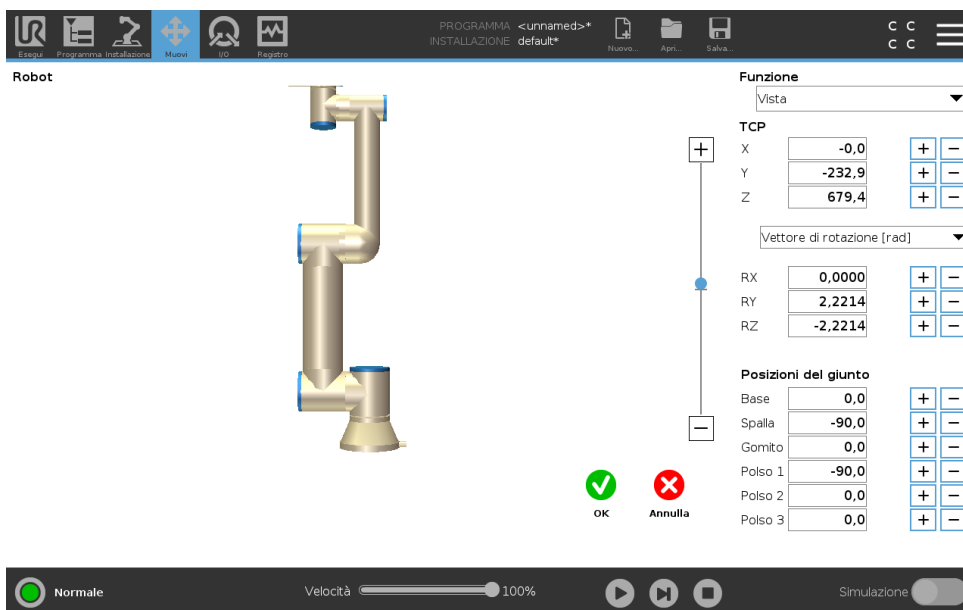 PROGRAMMA <unnamed>*
INSTALLAZIONE default*
UR
Esegui Programma Installazione Muovi I/O Registro
Nuovo... Apri... Salva...
C C
C C
Robot
Funzione
Vista
TCP
X -0,0 + −
Y -232,9 + −
Z 679,4 + −
+
Vettore di rotazione [rad]
RX 0,0000 + −
RY 2,2214 + −
RZ -2,2214 + −
Posizioni del giunto
Base 0,0 + −
Spalla -90,0 + −
−
Gomito 0,0 + −
Polso 1 -90,0 + −
Polso 2 0,0 + −
Polso 3 0,0 + −
OK Annulla
Normale Velocità 100% Simulazione